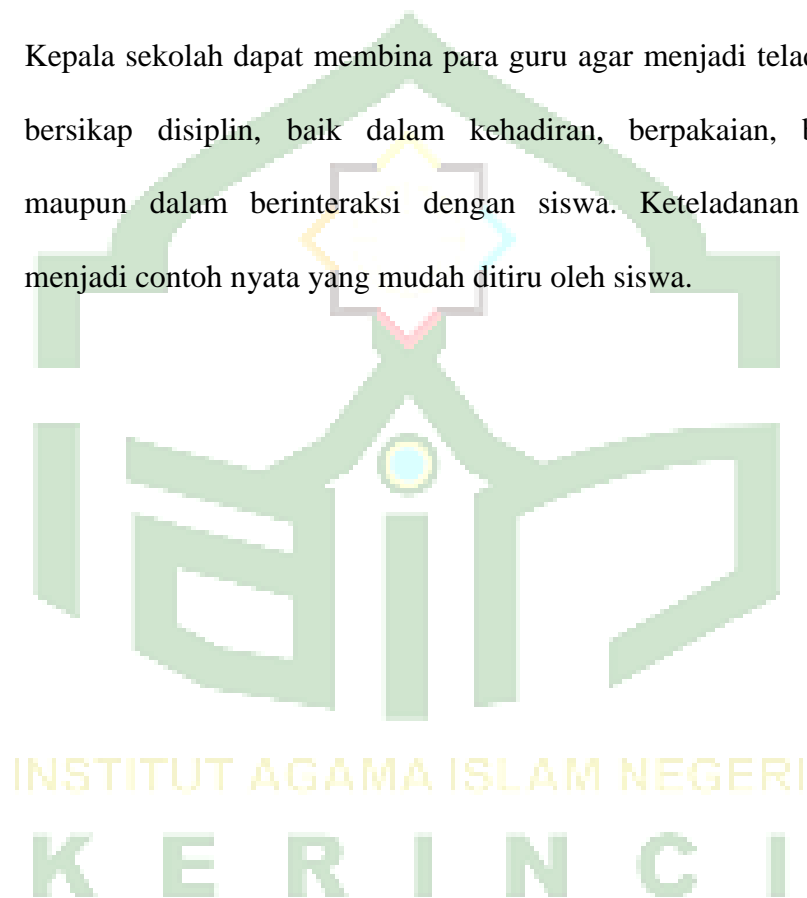 Kepala sekolah dapat membina para guru agar menjadi
bersikap disiplin, baik dalam kehadiran, berpakaian,
maupun dalam berinteraksi dengan siswa. Keteladanan
menjadi contoh nyata yang mudah ditiru oleh siswa.
iain
INSTITUT AGAMA ISLAM NEGERI
K E R I N C I